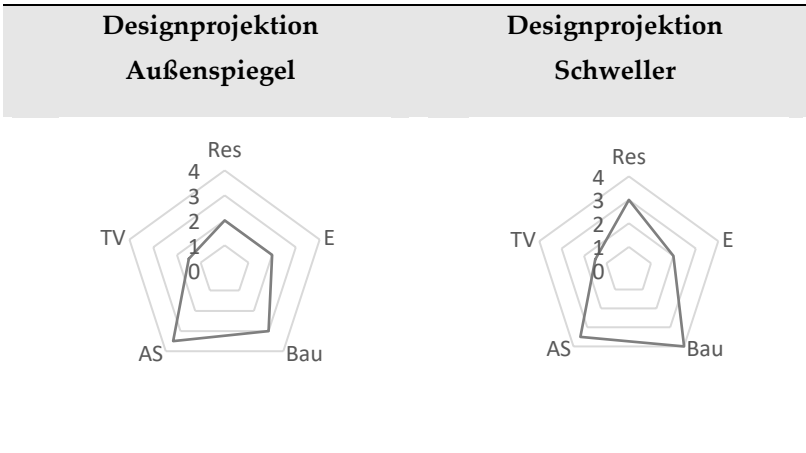 Designprojektion
Außenspiegel
Designprojektion
Schweller
Res
4
3
2
1
0
TV
E
AS
Bau
Res
4
3
2
1
0
TV
E
AS
Bau